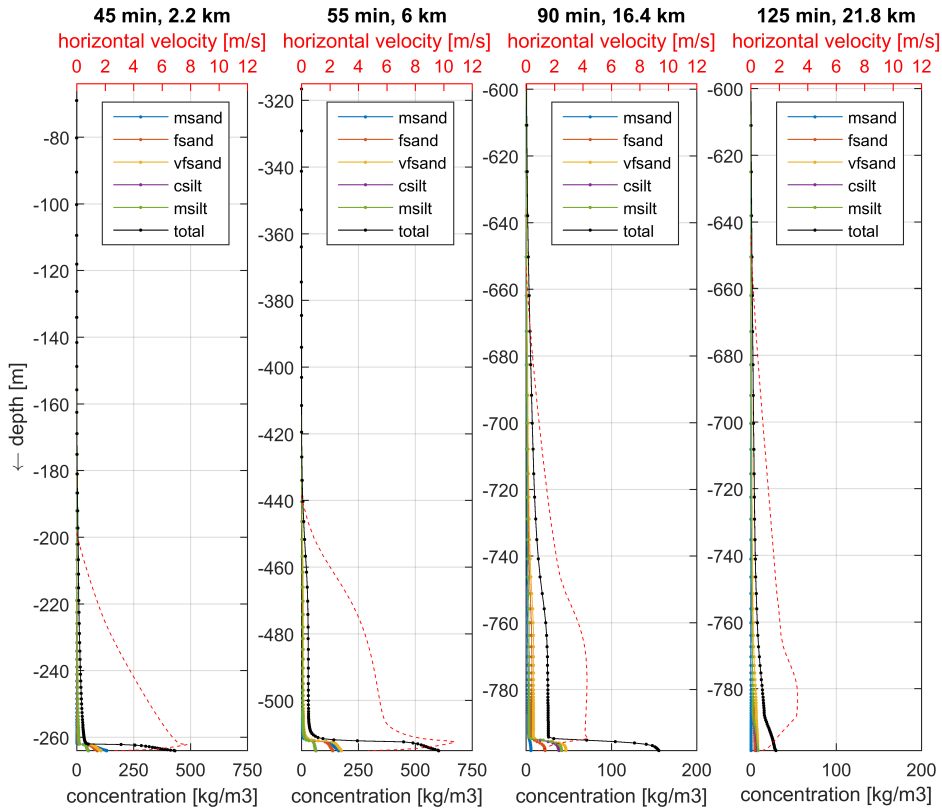 45 min, 2.2 km
horizontal velocity [m/s]
0 2 4 6 8 10 12
msand
fsand
vfsand
csilt
msilt
total
-80
-100
-120
-140
-160
-180
-200
-220
-240
-260
← depth [m]
0 250 500 750
concentration [kg/m3]
55 min, 6 km
horizontal velocity [m/s]
0 2 4 6 8 10 12
msand
fsand
vfsand
csilt
msilt
total
-320
-340
-360
-380
-400
-420
-440
-460
-480
-500
0 250 500 750
concentration [kg/m3]
90 min, 16.4 km
horizontal velocity [m/s]
0 2 4 6 8 10 12
msand
fsand
vfsand
csilt
msilt
total
-600
-620
-640
-660
-680
-700
-720
-740
-760
-780
0 100 200
concentration [kg/m3]
125 min, 21.8 km
horizontal velocity [m/s]
0 2 4 6 8 10 12
msand
fsand
vfsand
csilt
msilt
total
-600
-620
-640
-660
-680
-700
-720
-740
-760
-780
0 100 200
concentration [kg/m3]